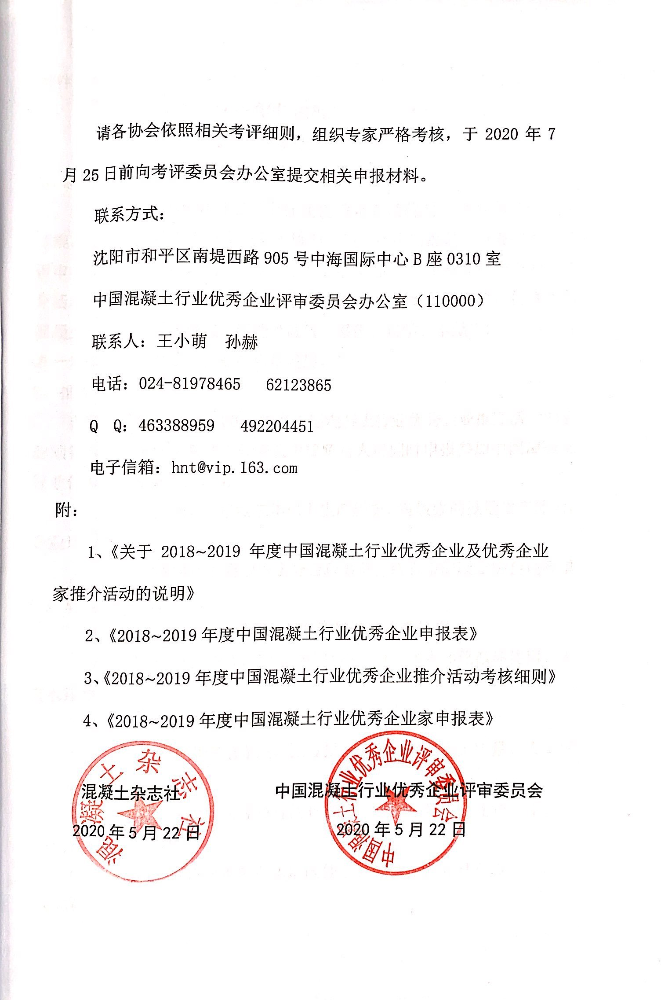 请各协会依照相关考评细则，组织专家严格考核，于 2020 年 7
月 25 日前向考评委员会办公室提交相关申报材料。
联系方式：
沈阳市和平区南堤西路 905 号中海国际中心 B 座 0310 室
中国混凝土行业优秀企业评审委员会办公室（110000）
联系人：王小萌　孙赫
电话：024-81978465　62123865
Q　Q：463388959　492204451
电子信箱：hnt@vip.163.com
附：
1、《关于 2018~2019 年度中国混凝土行业优秀企业及优秀企业
家推介活动的说明》
2、《2018~2019 年度中国混凝土行业优秀企业申报表》
3、《2018~2019 年度中国混凝土行业优秀企业推介活动考核细则》
4、《2018~2019 年度中国混凝土行业优秀企业家申报表》
混凝土杂志社
中国混凝土行业优秀企业评审委员会
混凝土杂志社　中国混凝土行业优秀企业评审委员会
2020 年 5 月 22 日　2020 年 5 月 22 日